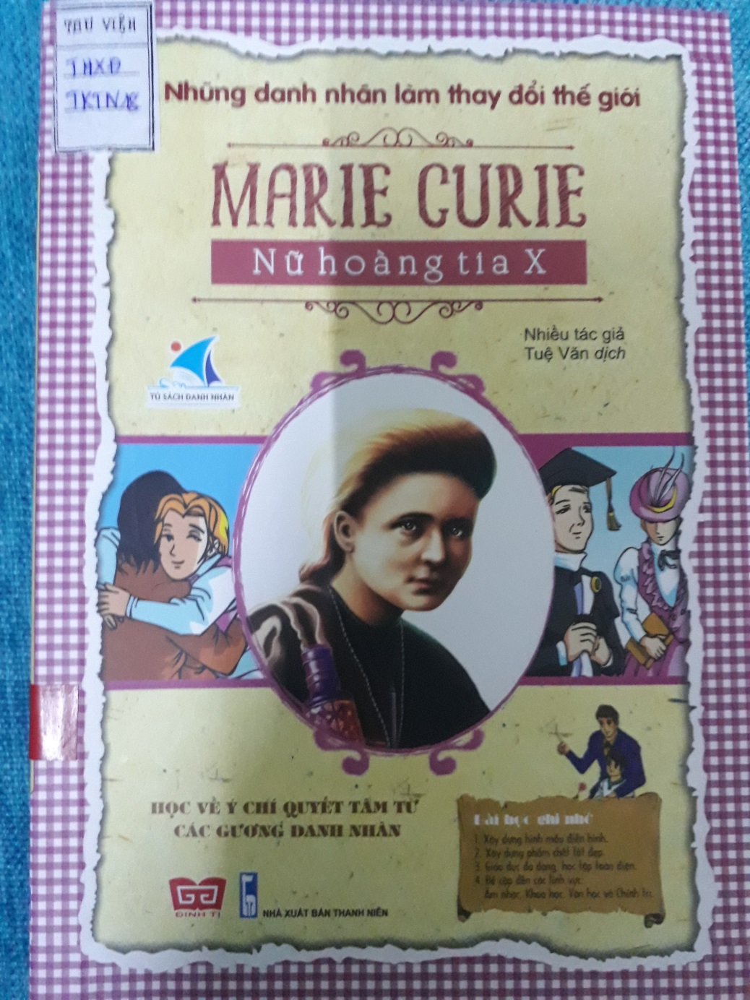 THƯ VIỆN
THXĐ
TKTN/18
Những danh nhân làm thay đổi thế giới
MARIE CURIE
Nữ hoàng tia X
Nhiều tác giả
Tuệ Văn dịch
TỦ SÁCH DANH NHÂN
HỌC VỀ Ý CHÍ QUYẾT TÂM TỪ
CÁC GƯƠNG DANH NHÂN
Bài học ghi nhớ
1. Xây dựng hình mẫu điển hình.
2. Xây dựng phẩm chất tốt đẹp.
3. Giáo dục đa dạng, học tập toàn diện.
4. Đề cập đến các lĩnh vực:
Âm nhạc, Khoa học, Văn học và Chính trị.
ĐINH TỊ
NHÀ XUẤT BẢN THANH NIÊN